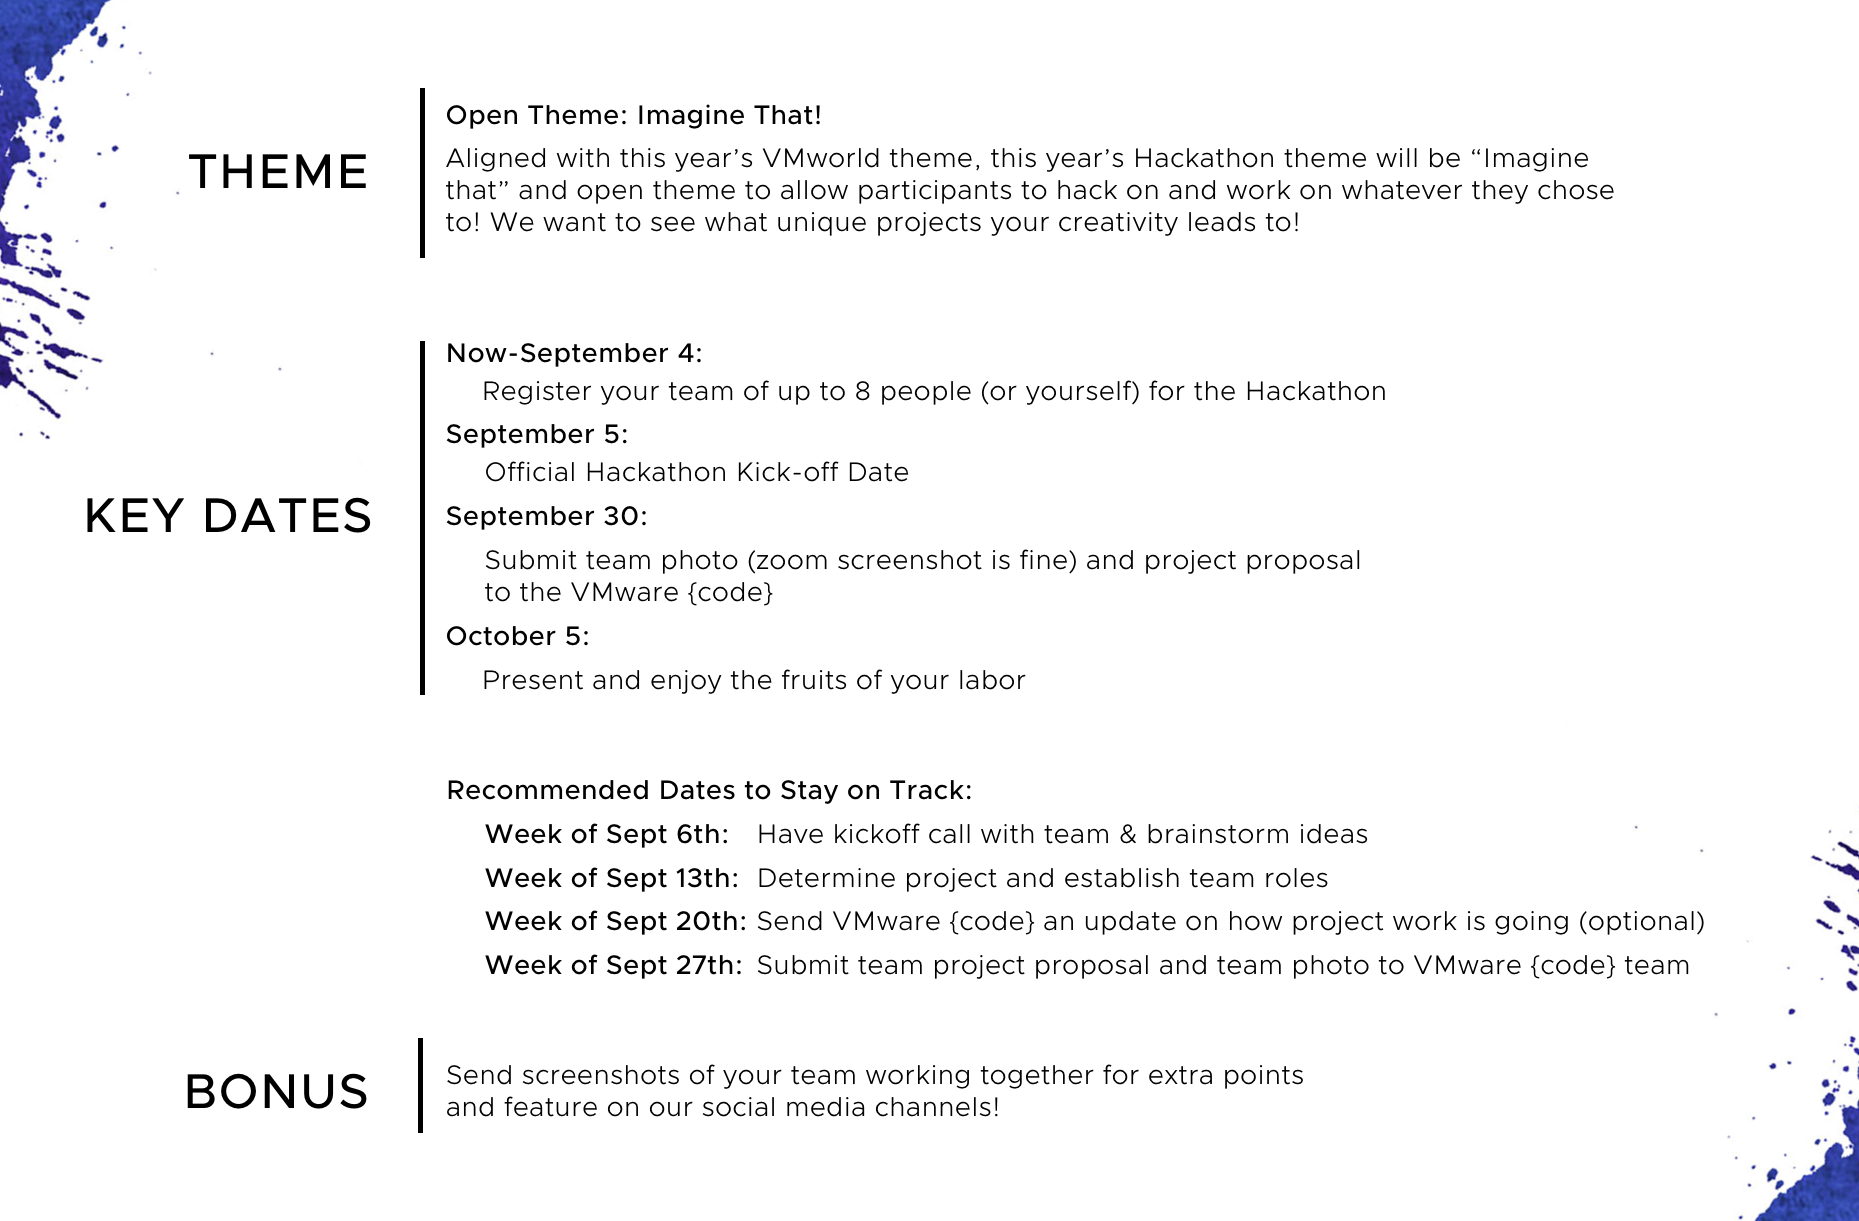 THEME
Open Theme: Imagine That!
Aligned with this year’s VMworld theme, this year’s Hackathon theme will be “Imagine
that” and open theme to allow participants to hack on and work on whatever they chose
to! We want to see what unique projects your creativity leads to!
KEY DATES
Now-September 4:
Register your team of up to 8 people (or yourself) for the Hackathon
September 5:
Official Hackathon Kick-off Date
September 30:
Submit team photo (zoom screenshot is fine) and project proposal
to the VMware {code}
October 5:
Present and enjoy the fruits of your labor
Recommended Dates to Stay on Track:
Week of Sept 6th: Have kickoff call with team & brainstorm ideas
Week of Sept 13th: Determine project and establish team roles
Week of Sept 20th: Send VMware {code} an update on how project work is going (optional)
Week of Sept 27th: Submit team project proposal and team photo to VMware {code} team
BONUS
Send screenshots of your team working together for extra points
and feature on our social media channels!